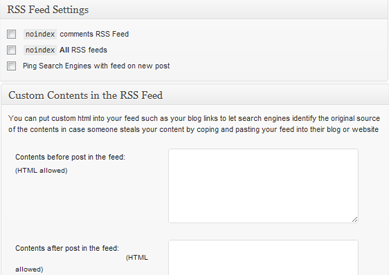 RSS Feed Settings
noindex comments RSS Feed
noindex All RSS feeds
Ping Search Engines with feed on new post
Custom Contents in the RSS Feed
You can put custom html into your feed such as your blog links to let search engines identify the original source
of the contents in case someone steals your content by coping and pasting your feed into their blog or website
Contents before post in the feed:
(HTML allowed)
Contents after post in the feed:
(HTML
allowed)